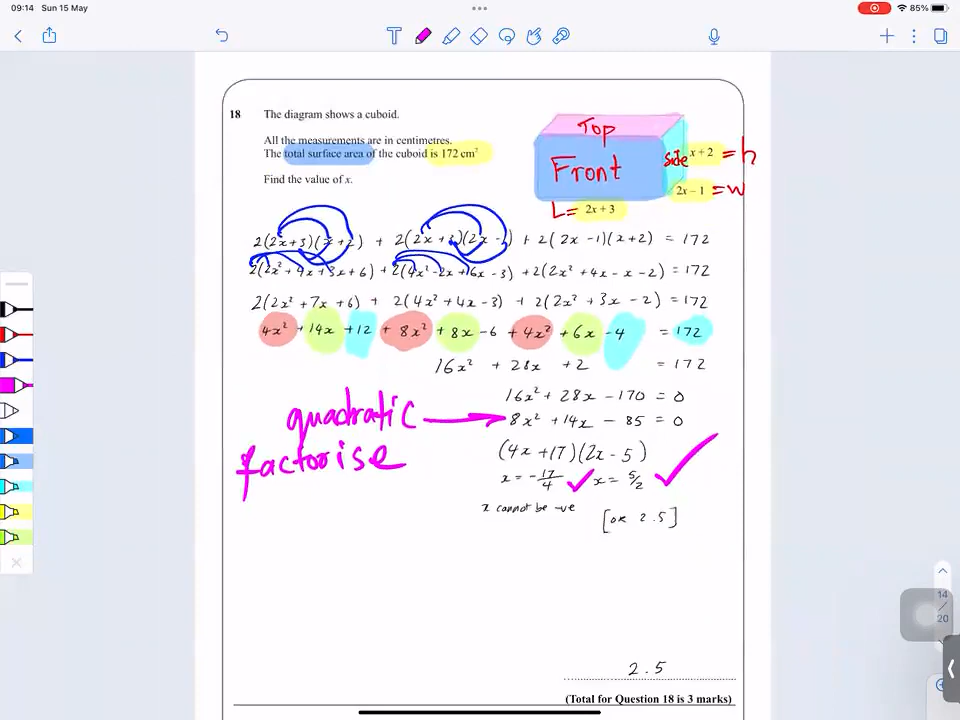 09:14 Sun 15 May
85%
18 The diagram shows a cuboid.
All the measurements are in centimetres.
The total surface area of the cuboid is 172 cm²
Find the value of x.
Top
Front
side
x + 2 = h
2x − 1 = w
L = 2x + 3
2(2x+3)(x+2) + 2(2x+3)(2x-1) + 2(2x-1)(x+2) = 172
2(2x²+4x+3x+6) + 2(4x²-2x+6x-3) + 2(2x²+4x-x-2) = 172
2(2x²+7x+6) + 2(4x²+4x-3) + 2(2x²+3x-2) = 172
4x² + 14x + 12 + 8x² + 8x - 6 + 4x² + 6x - 4 = 172
16x² + 28x + 2 = 172
16x² + 28x - 170 = 0
quadratic → 8x² + 14x - 85 = 0
factorise (4x+17)(2x-5)
x = -17/4 ✓ x = 5/2 ✓
x cannot be -ve
[or 2.5]
14
/
20
2.5
(Total for Question 18 is 3 marks)